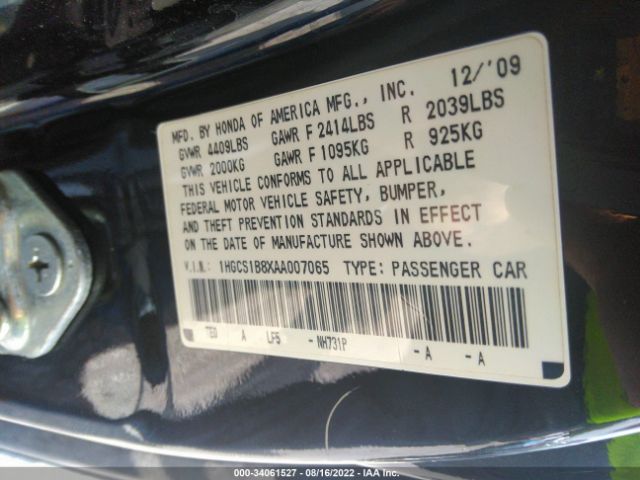 MFD. BY HONDA OF AMERICA MFG., INC. 12/'09
GVWR 4409LBS GAWR F 2414LBS R 2039LBS
GVWR 2000KG GAWR F 1095KG R 925KG
THIS VEHICLE CONFORMS TO ALL APPLICABLE
FEDERAL MOTOR VEHICLE SAFETY, BUMPER,
AND THEFT PREVENTION STANDARDS IN EFFECT
ON THE DATE OF MANUFACTURE SHOWN ABOVE.
V.I.N.: 1HGCS1B8XAA007065 TYPE: PASSENGER CAR
TE0 A LF5 -NH731P -A -A
000-34061527 - 08/16/2022 - IAA Inc.